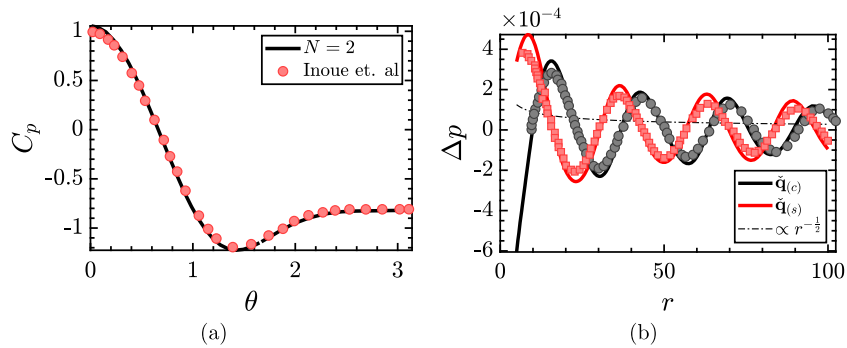 1
0.5
0
-0.5
-1
C_p
N = 2
Inoue et. al
0 1 2 3
θ
(a)
×10⁻⁴
4
2
0
-2
-4
-6
Δp
q̌₍c₎
q̌₍s₎
∝ r^{-1/2}
0 50 100
r
(b)